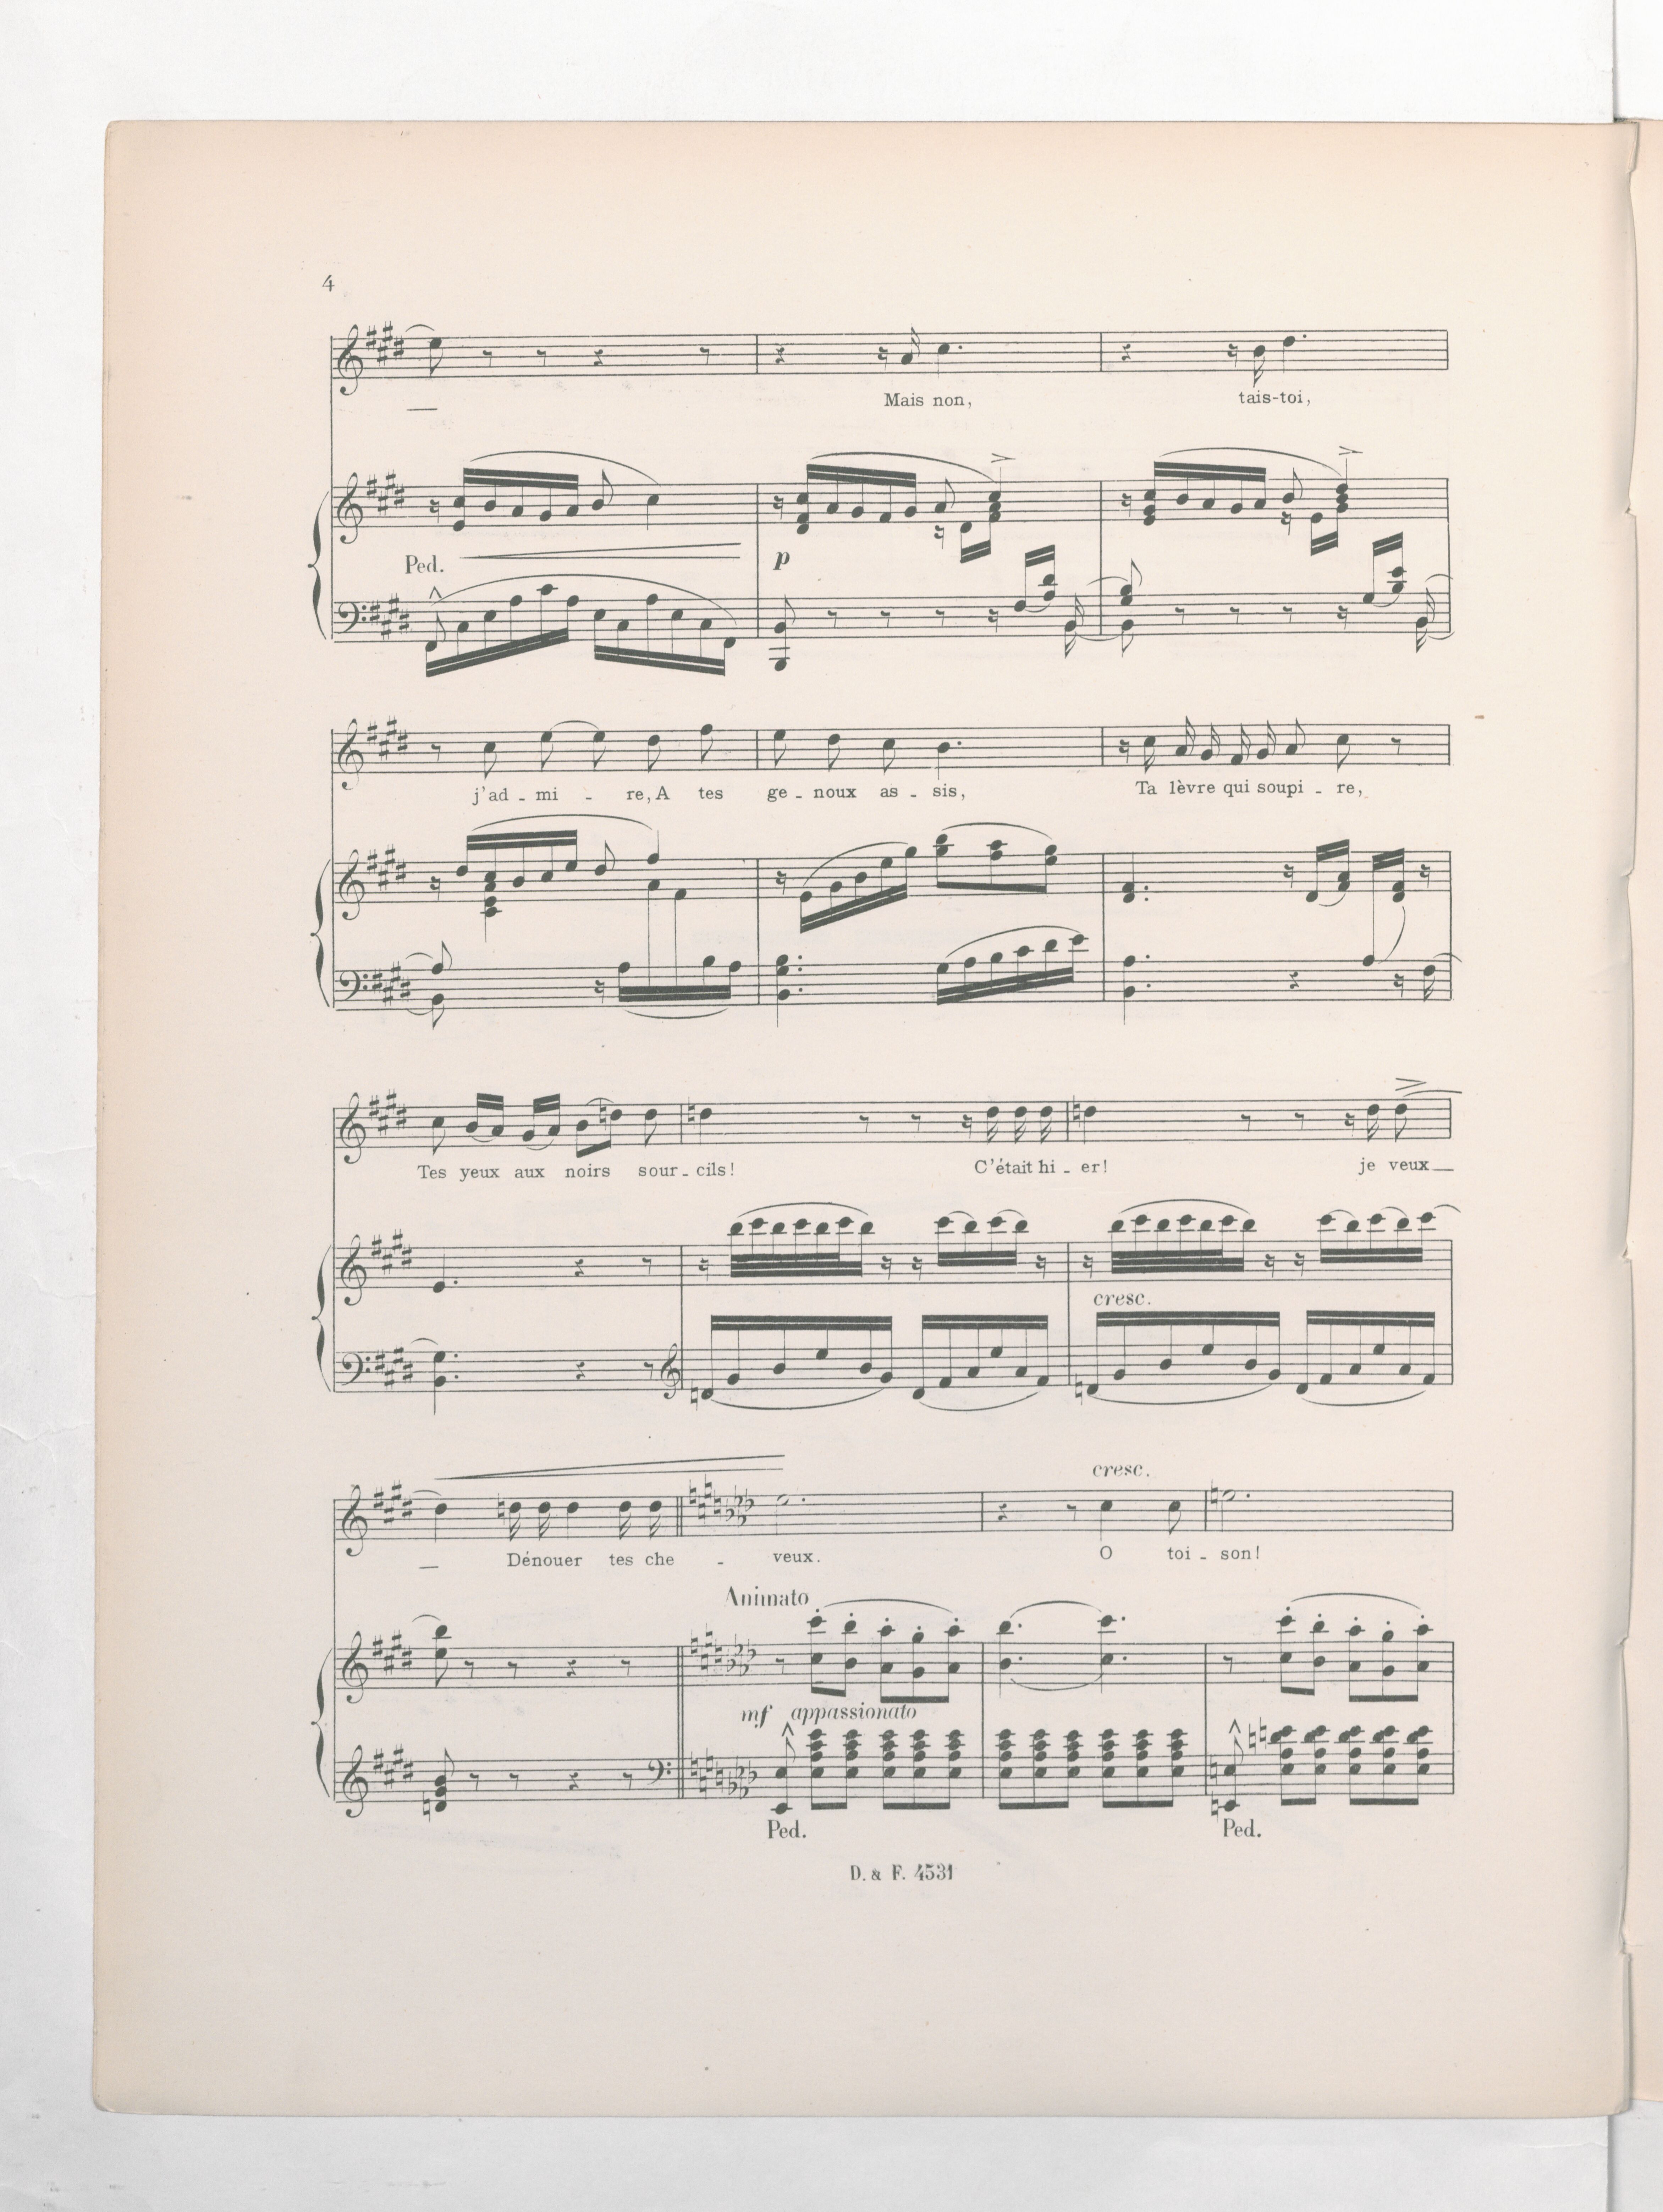 4
Mais non, tais-toi,
Ped.
p
j'ad - mi - re, A tes ge - noux as - sis, Ta lèvre qui soupi - re,
Tes yeux aux noirs sour - cils! C'était hi - er! je veux
cresc.
cresc.
Dénouer tes che - veux. O toi - son!
Animato
mf appassionato
Ped. Ped.
D. & F. 4531